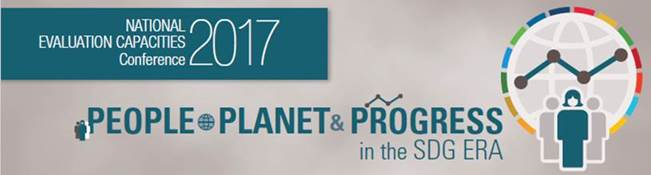 NATIONAL
EVALUATION CAPACITIES
Conference 2017
PEOPLE PLANET & PROGRESS
in the SDG ERA